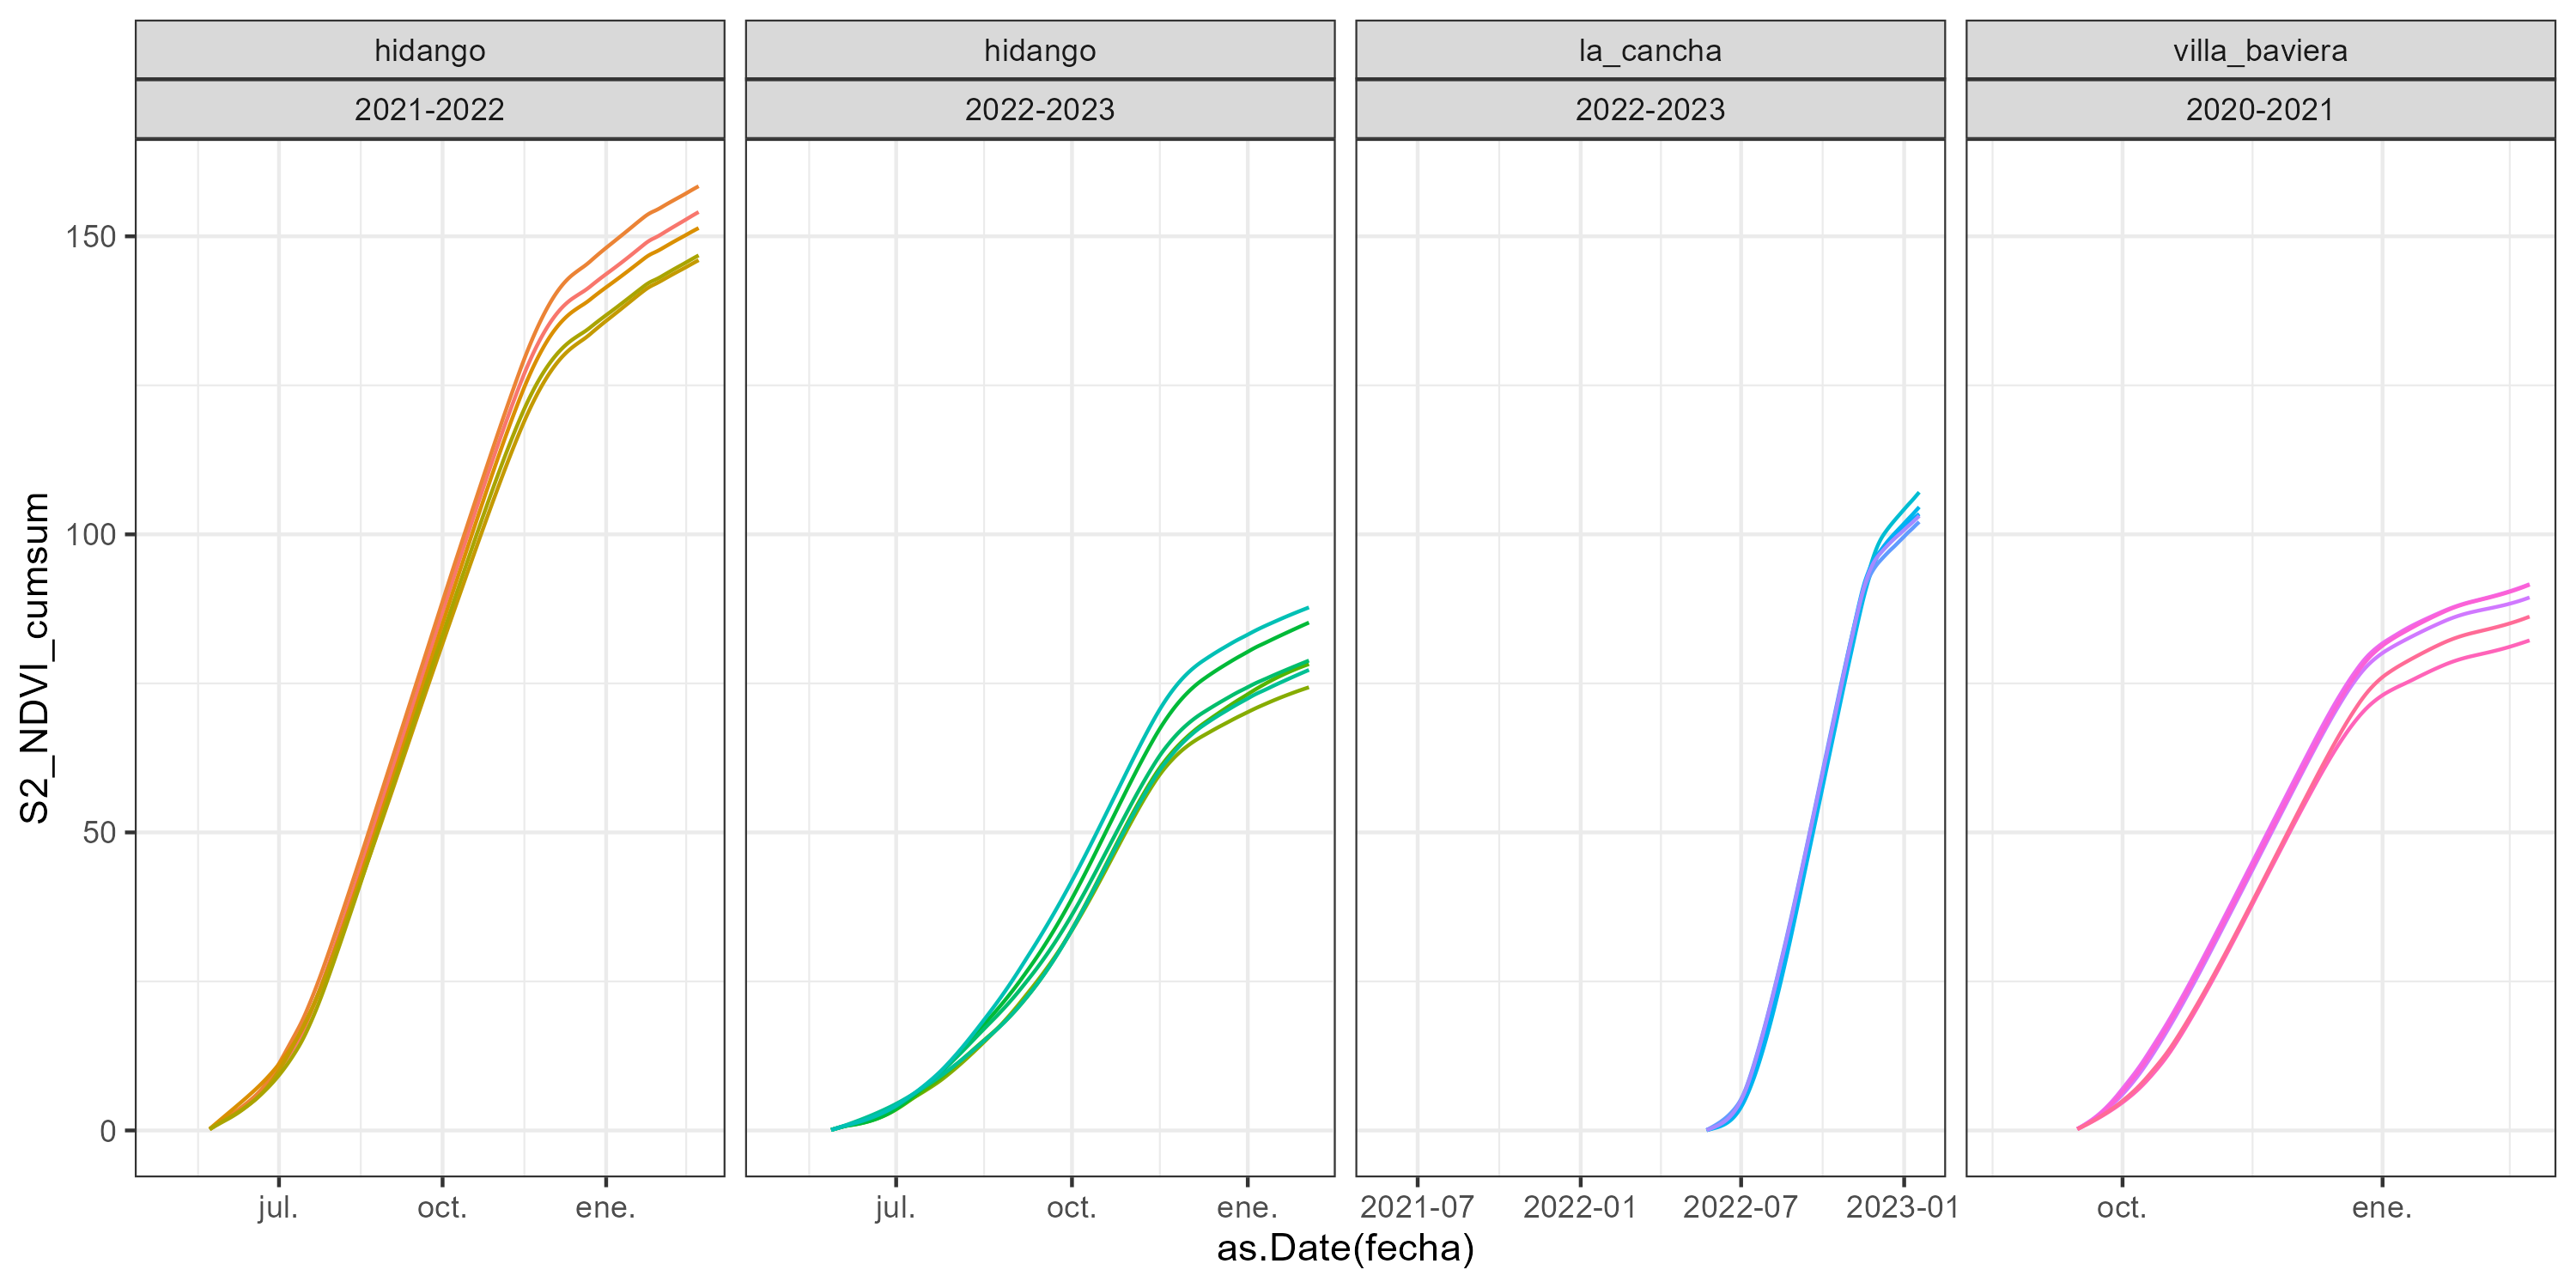 hidango
2021-2022
hidango
2022-2023
la_cancha
2022-2023
villa_baviera
2020-2021
S2_NDVI_cumsum
150
100
50
0
jul. oct. ene.
jul. oct. ene.
2021-07 2022-01 2022-07 2023-01
oct. ene.
as.Date(fecha)